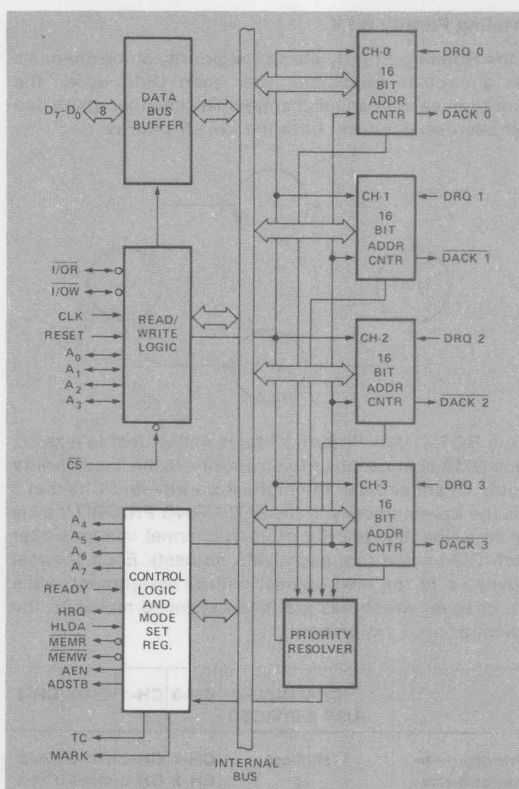 D7-D0
8
DATA
BUS
BUFFER
I/OR
I/OW
CLK
RESET
A0
A1
A2
A3
READ/
WRITE
LOGIC
CS
A4
A5
A6
A7
READY
HRQ
HLDA
MEMR
MEMW
AEN
ADSTB
TC
MARK
CONTROL
LOGIC
AND
MODE
SET
REG.
INTERNAL
BUS
CH-0
16
BIT
ADDR
CNTR
DRQ 0
DACK 0
CH-1
16
BIT
ADDR
CNTR
DRQ 1
DACK 1
CH-2
16
BIT
ADDR
CNTR
DRQ 2
DACK 2
CH-3
16
BIT
ADDR
CNTR
DRQ 3
DACK 3
PRIORITY
RESOLVER